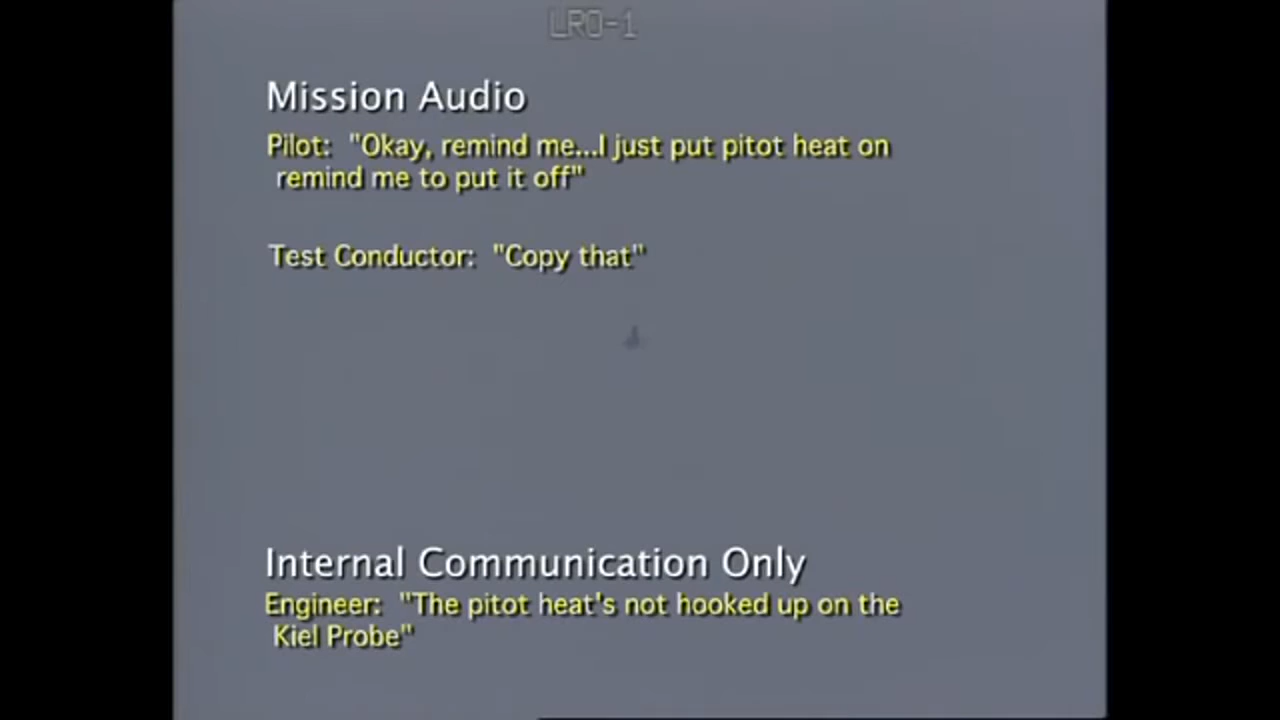 LRO-1
Mission Audio
Pilot:  "Okay, remind me...I just put pitot heat on
remind me to put it off"
Test Conductor:  "Copy that"
Internal Communication Only
Engineer:  "The pitot heat's not hooked up on the
Kiel Probe"